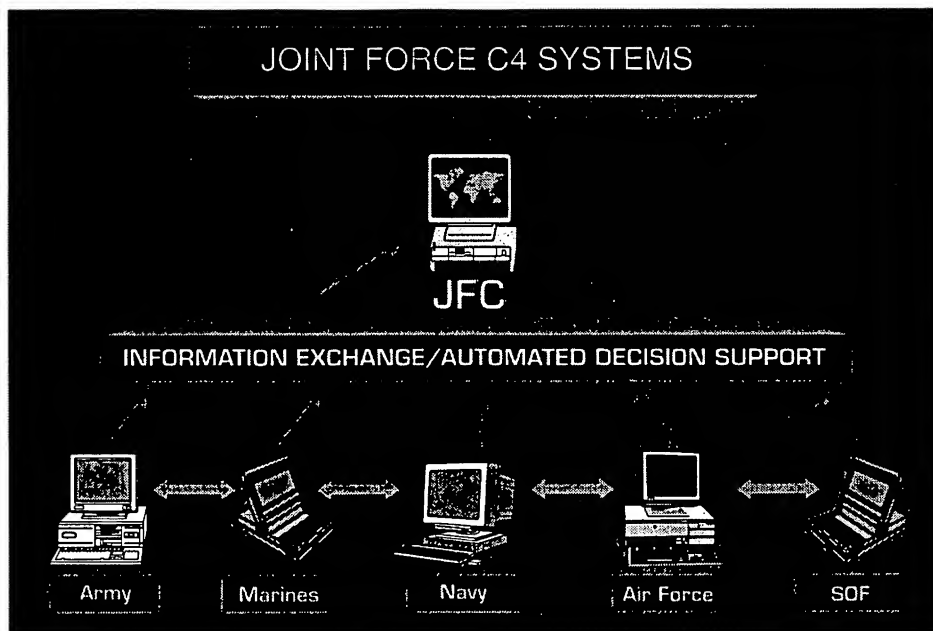 JOINT FORCE C4 SYSTEMS
JFC
INFORMATION EXCHANGE/AUTOMATED DECISION SUPPORT
Army
Marines
Navy
Air Force
SOF